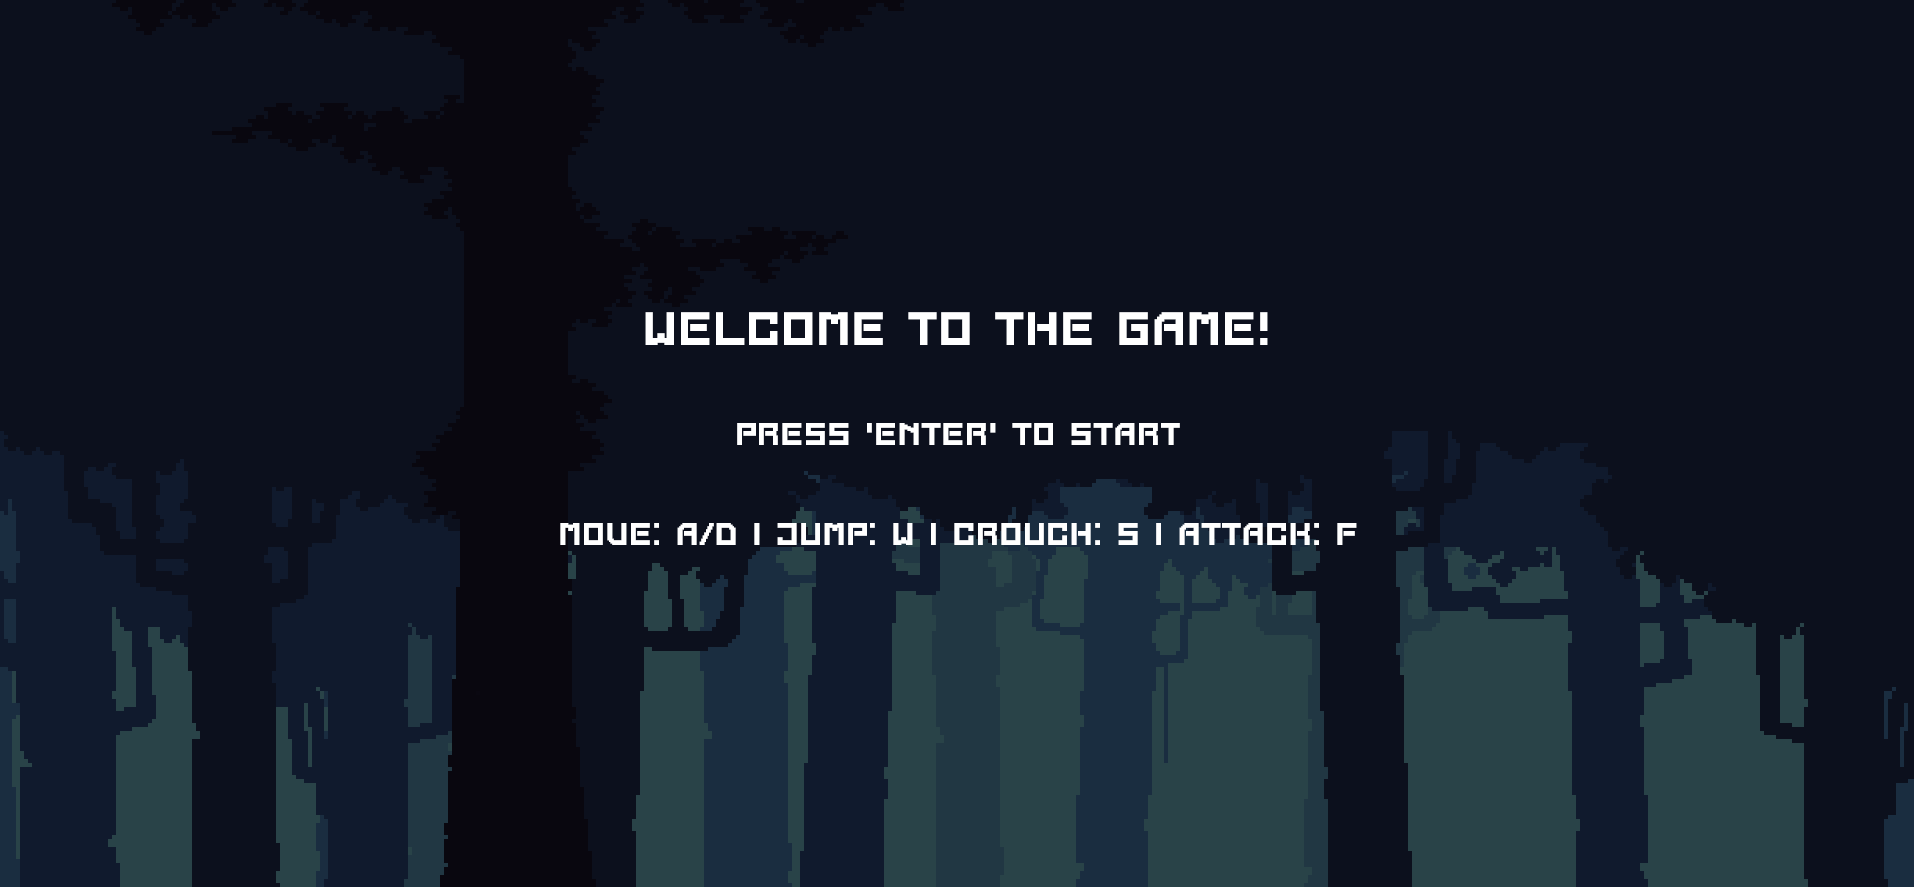 WELCOME TO THE GAME!
PRESS 'ENTER' TO START
MOVE: A/D | JUMP: W | CROUCH: S | ATTACK: F